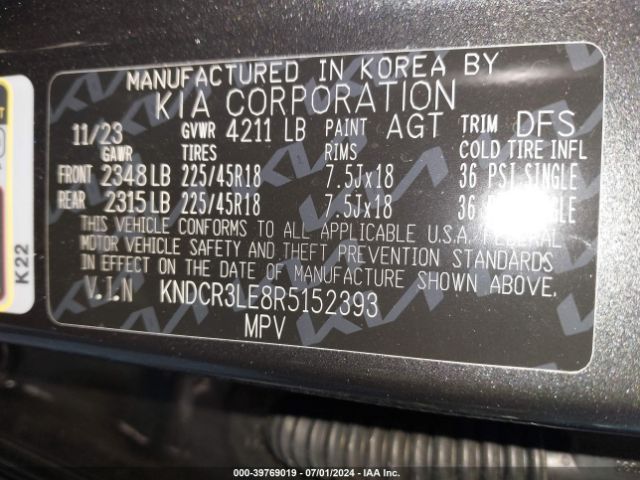 MANUFACTURED IN KOREA BY
KIA CORPORATION
11/23 GVWR 4211 LB PAINT AGT TRIM DFS
GAWR TIRES RIMS COLD TIRE INFL
FRONT 2348 LB 225/45R18 7.5Jx18 36 PSI SINGLE
REAR 2315 LB 225/45R18 7.5Jx18 36 PSI SINGLE
THIS VEHICLE CONFORMS TO ALL APPLICABLE U.S.A. FEDERAL
MOTOR VEHICLE SAFETY AND THEFT PREVENTION STANDARDS
IN EFFECT ON THE DATE OF MANUFACTURE SHOWN ABOVE.
V.I.N KNDCR3LE8R5152393
MPV
K22
000-39769019 / 07/01/2024 - IAA Inc.